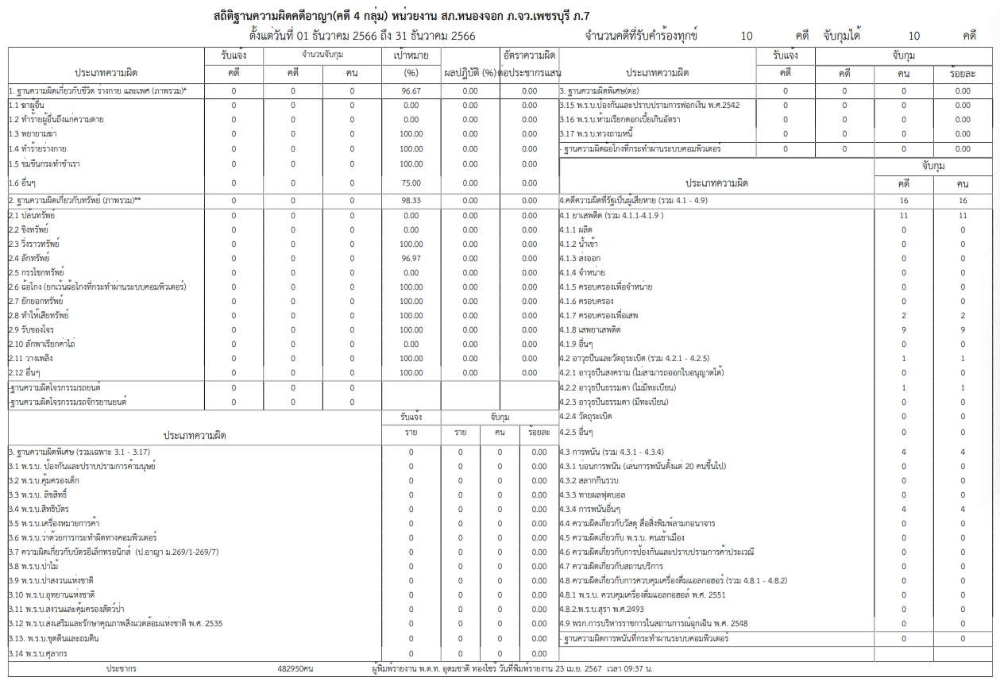 สถิติฐานความผิดคดีอาญา(คดี 4 กลุ่ม) หน่วยงาน สภ.หนองจอก ภ.จว.เพชรบุรี ภ.7
ตั้งแต่วันที่ 01 ธันวาคม 2566 ถึง 31 ธันวาคม 2566 จำนวนคดีที่รับคำร้องทุกข์ 10 คดี จับกุมได้ 10 คดี
ประเภทความผิด รับแจ้ง จำนวนจับกุม เป้าหมาย ผลปฏิบัติ (%) อัตราความผิด
คดี คดี คน (%) ต่อประชากรแสน
1. ฐานความผิดเกี่ยวกับชีวิต ร่างกาย และเพศ (ภาพรวม)* 0 0 0 96.67 0.00 0.00
1.1 ฆ่าผู้อื่น 0 0 0 0.00 0.00 0.00
1.2 ทำร้ายผู้อื่นถึงแก่ความตาย 0 0 0 0.00 0.00 0.00
1.3 พยายามฆ่า 0 0 0 100.00 0.00 0.00
1.4 ทำร้ายร่างกาย 0 0 0 100.00 0.00 0.00
1.5 ข่มขืนกระทำชำเรา 0 0 0 100.00 0.00 0.00
1.6 อื่นๆ 0 0 0 75.00 0.00 0.00
2. ฐานความผิดเกี่ยวกับทรัพย์ (ภาพรวม)** 0 0 0 98.33 0.00 0.00
2.1 ปล้นทรัพย์ 0 0 0 0.00 0.00 0.00
2.2 ชิงทรัพย์ 0 0 0 0.00 0.00 0.00
2.3 วิ่งราวทรัพย์ 0 0 0 100.00 0.00 0.00
2.4 ลักทรัพย์ 0 0 0 96.97 0.00 0.00
2.5 กรรโชกทรัพย์ 0 0 0 0.00 0.00 0.00
2.6 ฉ้อโกง (ยกเว้นฉ้อโกงที่กระทำผ่านระบบคอมพิวเตอร์) 0 0 0 100.00 0.00 0.00
2.7 ยักยอกทรัพย์ 0 0 0 100.00 0.00 0.00
2.8 ทำให้เสียทรัพย์ 0 0 0 100.00 0.00 0.00
2.9 รับของโจร 0 0 0 100.00 0.00 0.00
2.10 ลักพาเรียกค่าไถ่ 0 0 0 0.00 0.00 0.00
2.11 วางเพลิง 0 0 0 100.00 0.00 0.00
2.12 อื่นๆ 0 0 0 100.00 0.00 0.00
-ฐานความผิดโจรกรรมรถยนต์ 0 0 0
-ฐานความผิดโจรกรรมรถจักรยานยนต์ 0 0 0
ประเภทความผิด รับแจ้ง จับกุม
ราย ราย คน ร้อยละ
3. ฐานความผิดพิเศษ (รวมเฉพาะ 3.1 - 3.17) 0 0 0 0.00
3.1 พ.ร.บ. ป้องกันและปราบปรามการค้ามนุษย์ 0 0 0 0.00
3.2 พ.ร.บ.คุ้มครองเด็ก 0 0 0 0.00
3.3 พ.ร.บ. ลิขสิทธิ์ 0 0 0 0.00
3.4 พ.ร.บ.สิทธิบัตร 0 0 0 0.00
3.5 พ.ร.บ.เครื่องหมายการค้า 0 0 0 0.00
3.6 พ.ร.บ.ว่าด้วยการกระทำผิดทางคอมพิวเตอร์ 0 0 0 0.00
3.7 ความผิดเกี่ยวกับบัตรอิเล็กทรอนิกส์ (ป.อาญา ม.269/1-269/7) 0 0 0 0.00
3.8 พ.ร.บ.ป่าไม้ 0 0 0 0.00
3.9 พ.ร.บ.ป่าสงวนแห่งชาติ 0 0 0 0.00
3.10 พ.ร.บ.อุทยานแห่งชาติ 0 0 0 0.00
3.11 พ.ร.บ.สงวนและคุ้มครองสัตว์ป่า 0 0 0 0.00
3.12 พ.ร.บ.ส่งเสริมและรักษาคุณภาพสิ่งแวดล้อมแห่งชาติ พ.ศ. 2535 0 0 0 0.00
3.13. พ.ร.บ.ขุดดินและถมดิน 0 0 0 0.00
3.14 พ.ร.บ.ศุลากร 0 0 0 0.00
ประเภทความผิด รับแจ้ง จับกุม
คดี คดี คน ร้อยละ
3. ฐานความผิดพิเศษ(ต่อ) 0 0 0 0.00
3.15 พ.ร.บ.ป้องกันและปราบปรามการฟอกเงิน พ.ศ.2542 0 0 0 0.00
3.16 พ.ร.บ.ห้ามเรียกดอกเบี้ยเกินอัตรา 0 0 0 0.00
3.17 พ.ร.บ.ทวงถามหนี้ 0 0 0 0.00
- ฐานความผิดฉ้อโกงที่กระทำผ่านระบบคอมพิวเตอร์ 0 0 0 0.00
ประเภทความผิด จับกุม
คดี คน
4.คดีความผิดที่รัฐเป็นผู้เสียหาย (รวม 4.1 - 4.9) 16 16
4.1 ยาเสพติด (รวม 4.1.1-4.1.9 ) 11 11
4.1.1 ผลิต 0 0
4.1.2 น้ำเข้า 0 0
4.1.3 ส่งออก 0 0
4.1.4 จำหน่าย 0 0
4.1.5 ครอบครองเพื่อจำหน่าย 0 0
4.1.6 ครอบครอง 0 0
4.1.7 ครอบครองเพื่อเสพ 2 2
4.1.8 เสพยาเสพติด 9 9
4.1.9 อื่นๆ 0 0
4.2 อาวุธปืนและวัตถุระเบิด (รวม 4.2.1 - 4.2.5) 1 1
4.2.1 อาวุธปืนสงคราม (ไม่สามารถออกใบอนุญาตได้) 0 0
4.2.2 อาวุธปืนธรรมดา (ไม่มีทะเบียน) 1 1
4.2.3 อาวุธปืนธรรมดา (มีทะเบียน) 0 0
4.2.4 วัตถุระเบิด 0 0
4.2.5 อื่นๆ 0 0
4.3 การพนัน (รวม 4.3.1 - 4.3.4) 4 4
4.3.1 บ่อนการพนัน (เล่นการพนันตั้งแต่ 20 คนขึ้นไป) 0 0
4.3.2 สลากกินรวบ 0 0
4.3.3 ทายผลฟุตบอล 0 0
4.3.4 การพนันอื่นๆ 4 4
4.4 ความผิดเกี่ยวกับวัสดุ สื่อสิ่งพิมพ์ลามกอนาจาร 0 0
4.5 ความผิดเกี่ยวกับ พ.ร.บ. คนเข้าเมือง 0 0
4.6 ความผิดเกี่ยวกับการป้องกันและปราบปรามการค้าประเวณี 0 0
4.7 ความผิดเกี่ยวกับสถานบริการ 0 0
4.8 ความผิดเกี่ยวกับการควบคุมเครื่องดื่มแอลกอฮอร์ (รวม 4.8.1 - 4.8.2) 0 0
4.8.1 พ.ร.บ. ควบคุมเครื่องดื่มแอลกอฮอล์ พ.ศ. 2551 0 0
4.8.2.พ.ร.บ.สุรา พ.ศ.2493 0 0
4.9 พรก.การบริหารราชการในสถานการณ์ฉุกเฉิน พ.ศ. 2548 0 0
- ฐานความผิดการพนันที่กระทำผ่านระบบคอมพิวเตอร์ 0 0
ประชากร 482950คน ผู้พิมพ์รายงาน พ.ต.ท. อุดมชาติ ทองไชร้ วันที่พิมพ์รายงาน 23 เม.ย. 2567 เวลา 09:37 น.